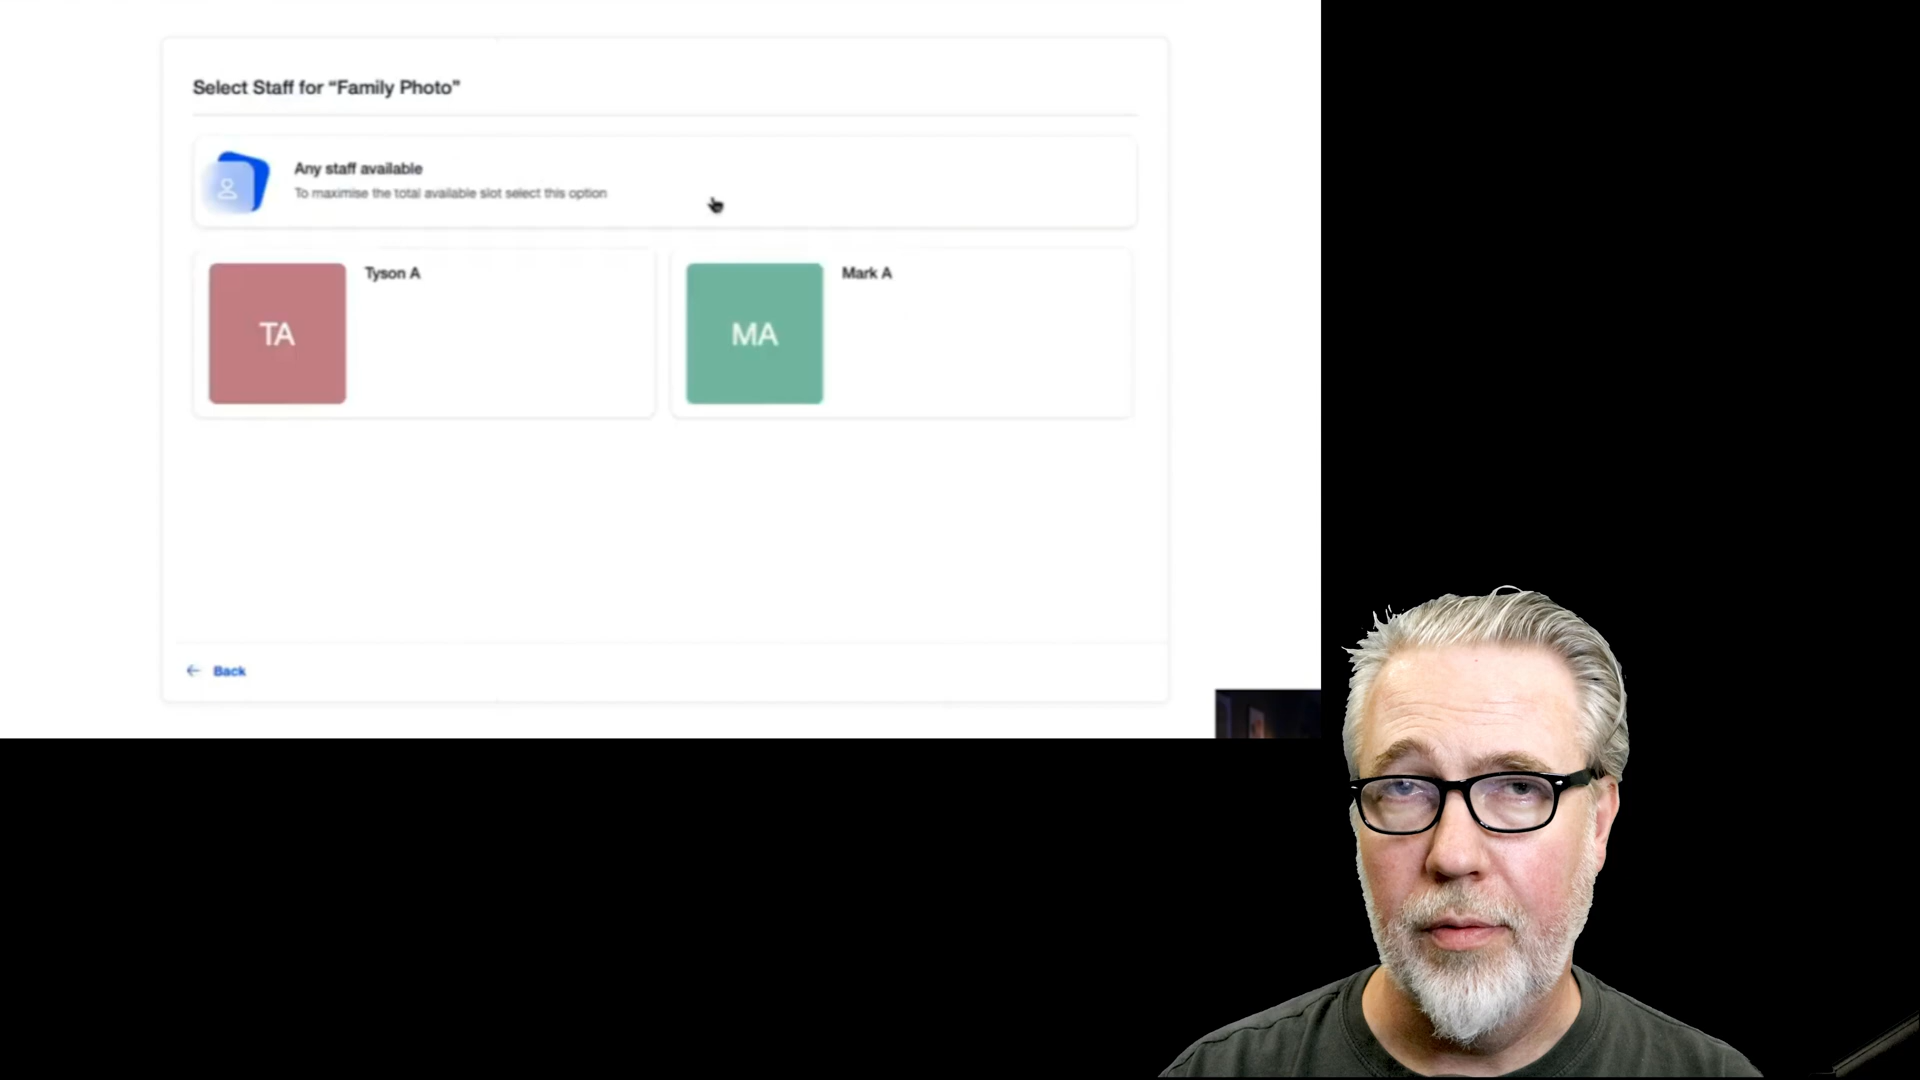 Select Staff for “Family Photo”
Any staff available
To maximise the total available slot select this option
TA
Tyson A
MA
Mark A
← Back